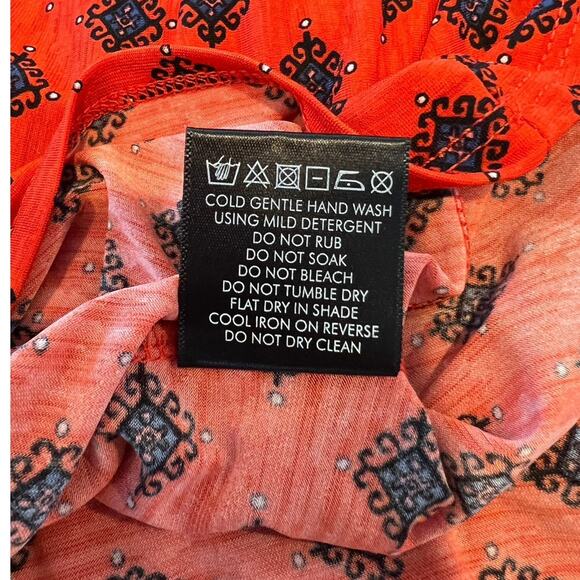 COLD GENTLE HAND WASH
USING MILD DETERGENT
DO NOT RUB
DO NOT SOAK
DO NOT BLEACH
DO NOT TUMBLE DRY
FLAT DRY IN SHADE
COOL IRON ON REVERSE
DO NOT DRY CLEAN